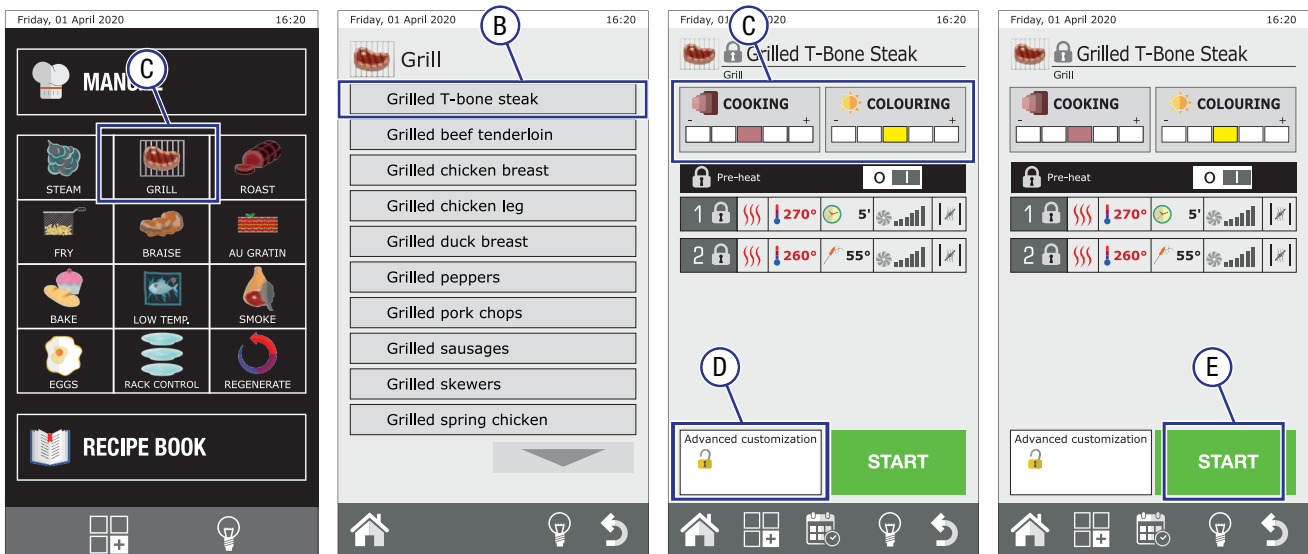 Friday, 01 April 2020 16:20
MANU
C
STEAM GRILL ROAST
FRY BRAISE AU GRATIN
BAKE LOW TEMP. SMOKE
EGGS RACK CONTROL REGENERATE
RECIPE BOOK
Friday, 01 April 2020 16:20
B
Grill
Grilled T-bone steak
Grilled beef tenderloin
Grilled chicken breast
Grilled chicken leg
Grilled duck breast
Grilled peppers
Grilled pork chops
Grilled sausages
Grilled skewers
Grilled spring chicken
Friday, 01 April 2020 16:20
C
Grilled T-Bone Steak
Grill
COOKING COLOURING
- + - +
Pre-heat O I
1 270° 5'
2 260° 55°
D
Advanced customization
START
Friday, 01 April 2020 16:20
Grilled T-Bone Steak
Grill
COOKING COLOURING
- + - +
Pre-heat O I
1 270° 5'
2 260° 55°
E
Advanced customization
START